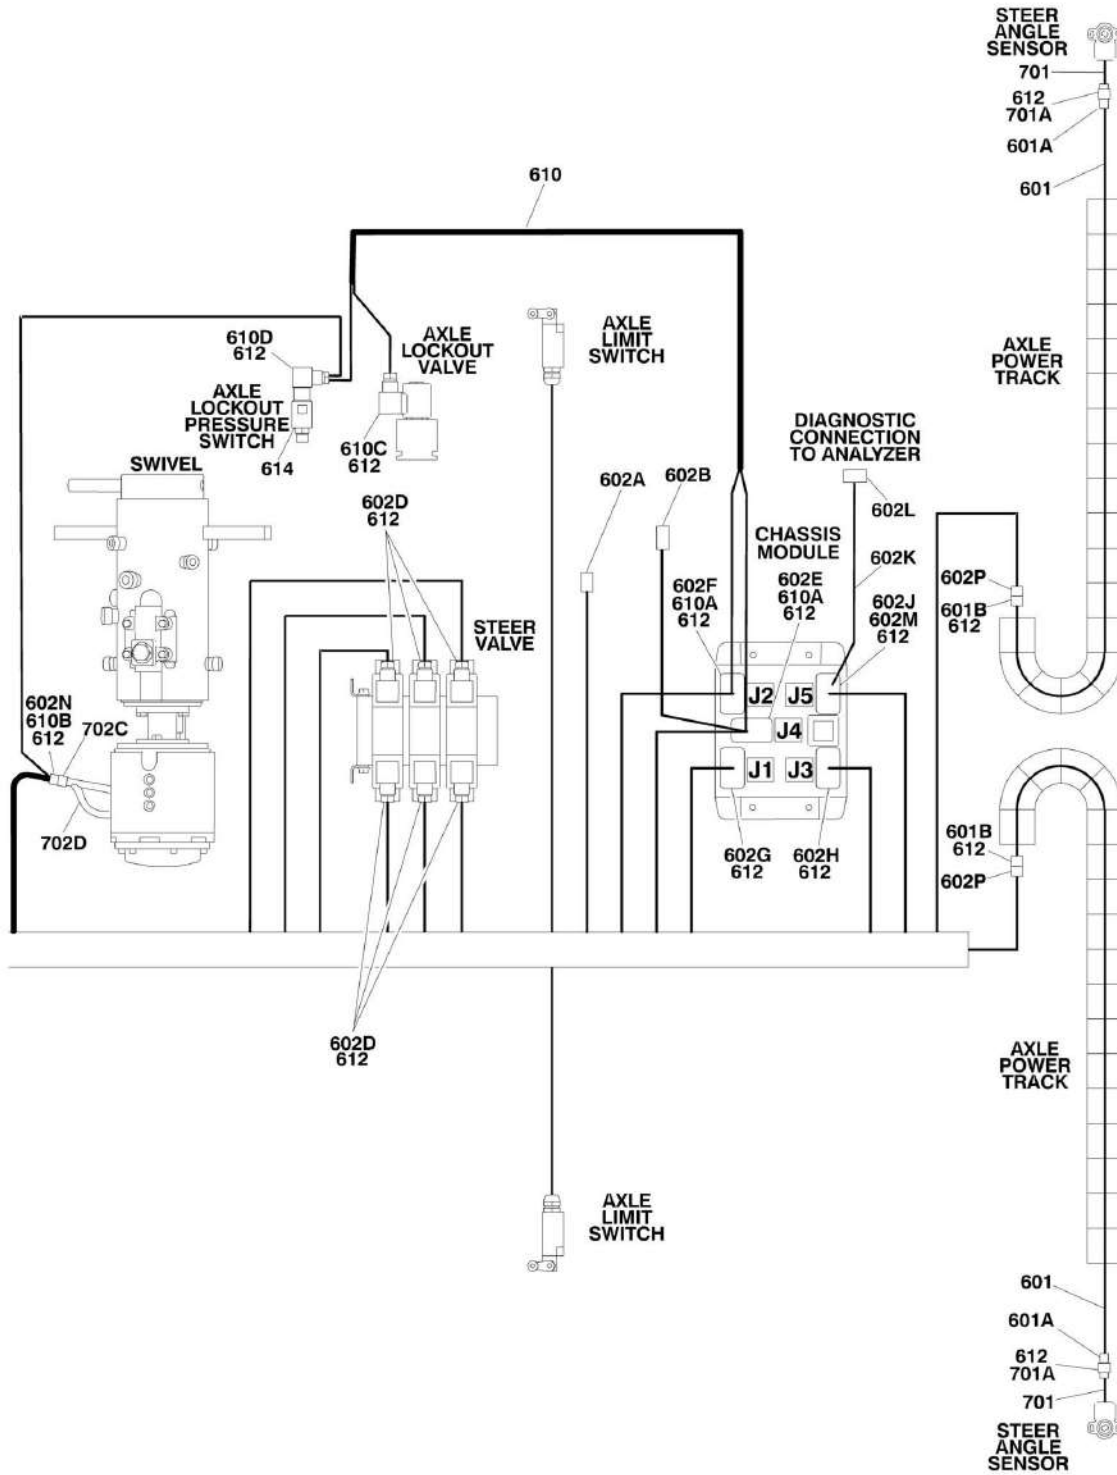 STEER
ANGLE
SENSOR
701
612
701A
601A
601
610
AXLE
LIMIT
SWITCH
AXLE
POWER
TRACK
610D
612
AXLE
LOCKOUT
VALVE
AXLE
LOCKOUT
PRESSURE
SWITCH
614
610C
612
SWIVEL
DIAGNOSTIC
CONNECTION
TO ANALYZER
602A
602B
602L
602D
612
CHASSIS
MODULE
602K
602F
610A
612
602E
610A
612
602J
602M
612
602P
601B
612
STEER
VALVE
J2
J5
J4
J1
J3
602N
610B
612
702C
702D
602G
612
602H
612
601B
612
602P
602D
612
AXLE
POWER
TRACK
AXLE
LIMIT
SWITCH
601
601A
612
701A
701
STEER
ANGLE
SENSOR